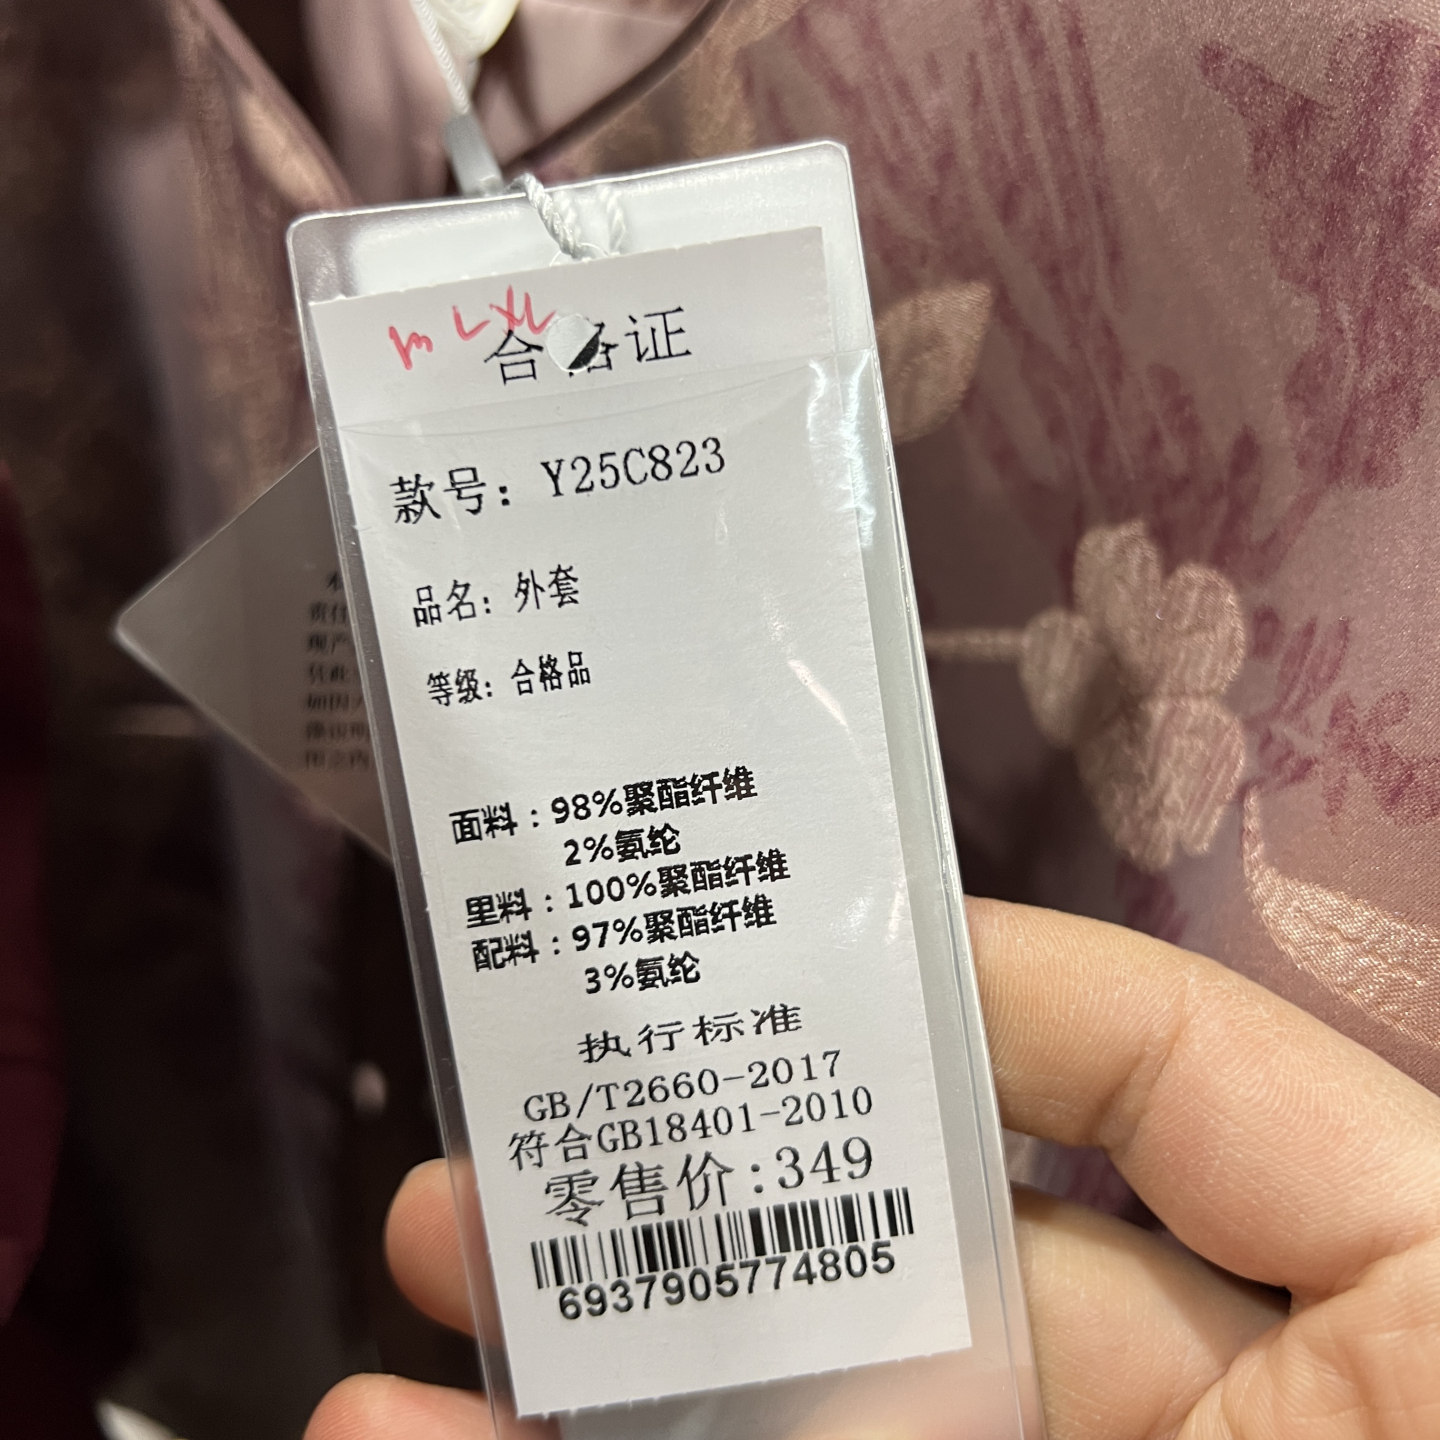 m L XL
合格证
款号：Y25C823
品名：外套
等级：合格品
面料：98%聚酯纤维
2%氨纶
里料：100%聚酯纤维
配料：97%聚酯纤维
3%氨纶
执行标准
GB/T2660-2017
符合GB18401-2010
零售价:349
6937905774805